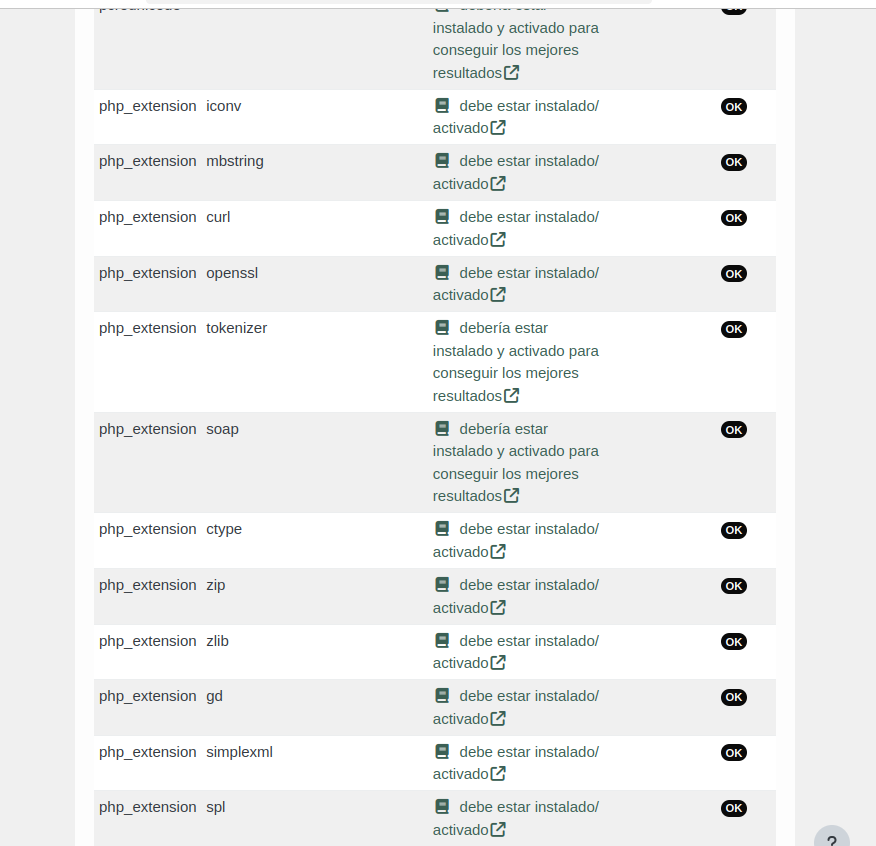 instalado y activado para
conseguir los mejores
resultados
php_extension iconv debe estar instalado/ OK
activado
php_extension mbstring debe estar instalado/ OK
activado
php_extension curl debe estar instalado/ OK
activado
php_extension openssl debe estar instalado/ OK
activado
php_extension tokenizer debería estar OK
instalado y activado para
conseguir los mejores
resultados
php_extension soap debería estar OK
instalado y activado para
conseguir los mejores
resultados
php_extension ctype debe estar instalado/ OK
activado
php_extension zip debe estar instalado/ OK
activado
php_extension zlib debe estar instalado/ OK
activado
php_extension gd debe estar instalado/ OK
activado
php_extension simplexml debe estar instalado/ OK
activado
php_extension spl debe estar instalado/ OK
activado
?